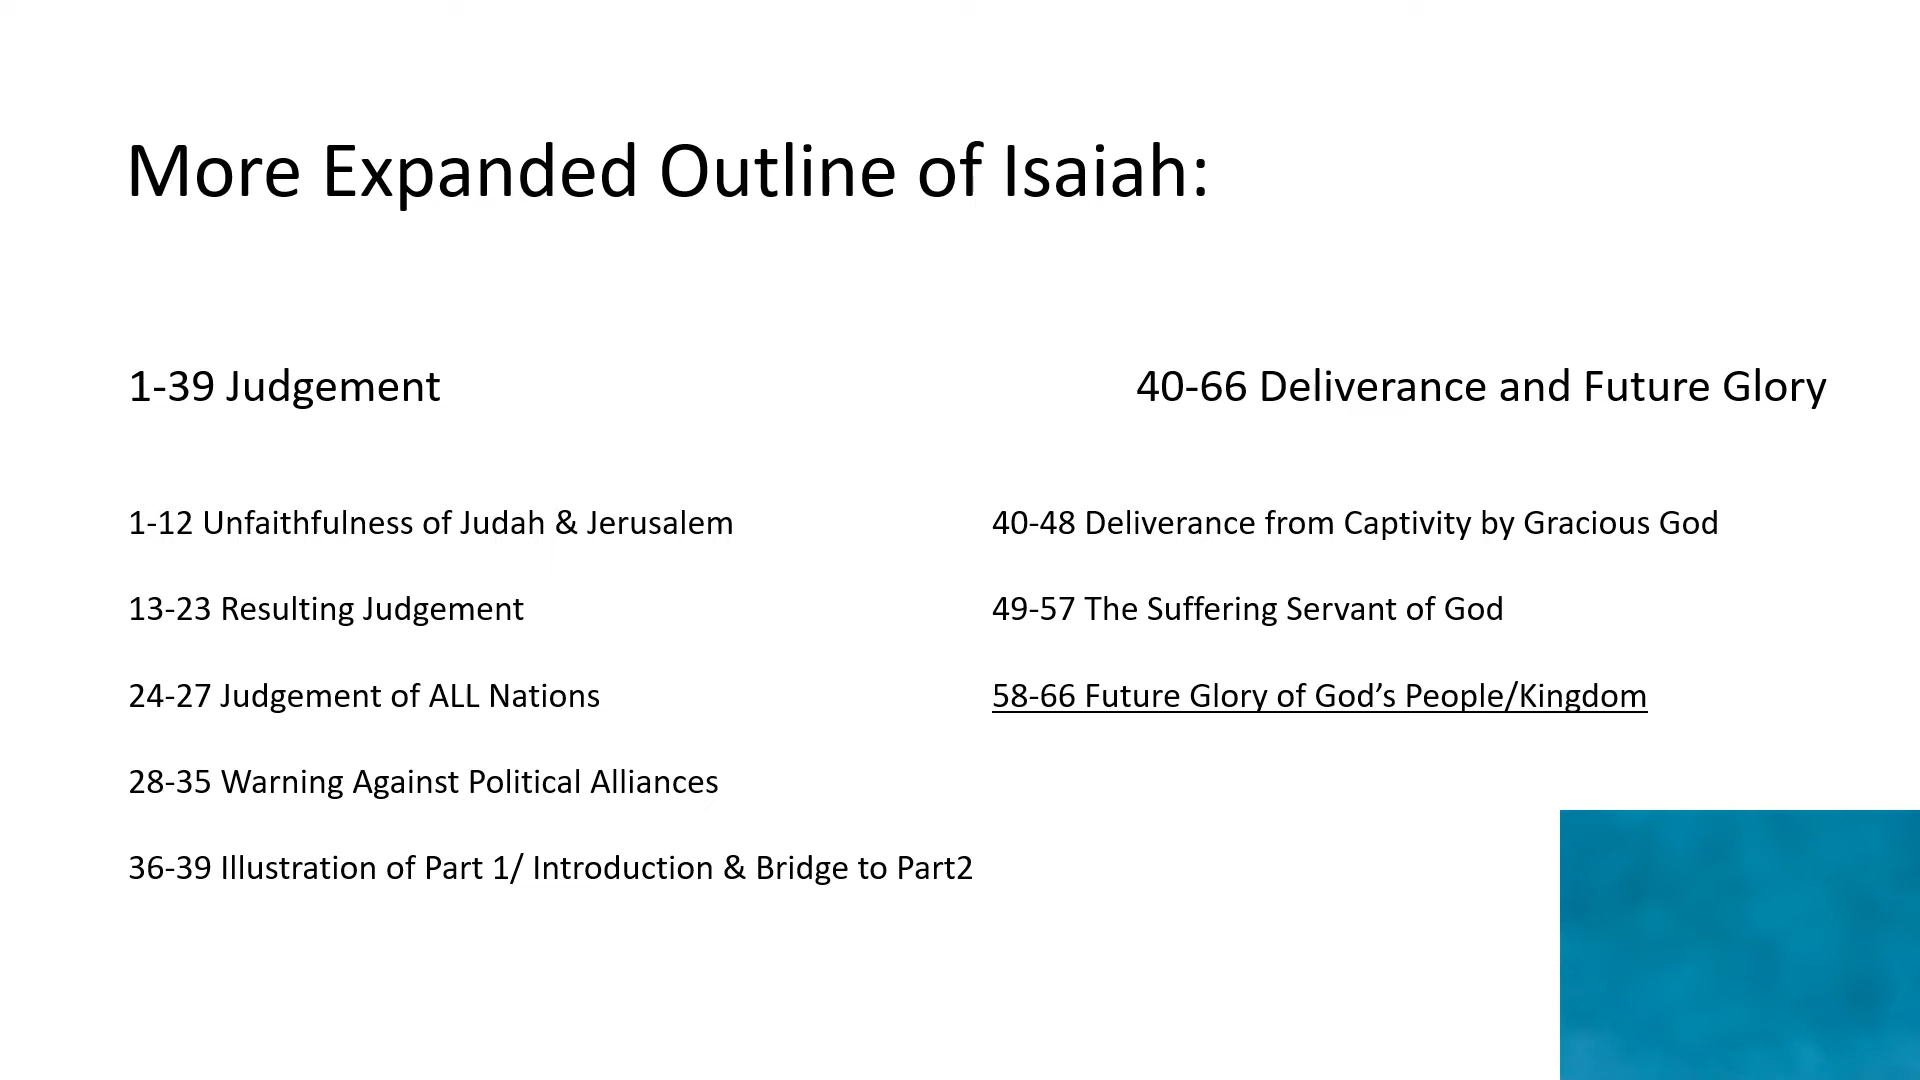 More Expanded Outline of Isaiah:
1-39 Judgement
1-12 Unfaithfulness of Judah & Jerusalem
13-23 Resulting Judgement
24-27 Judgement of ALL Nations
28-35 Warning Against Political Alliances
36-39 Illustration of Part 1/ Introduction & Bridge to Part2
40-66 Deliverance and Future Glory
40-48 Deliverance from Captivity by Gracious God
49-57 The Suffering Servant of God
58-66 Future Glory of God’s People/Kingdom